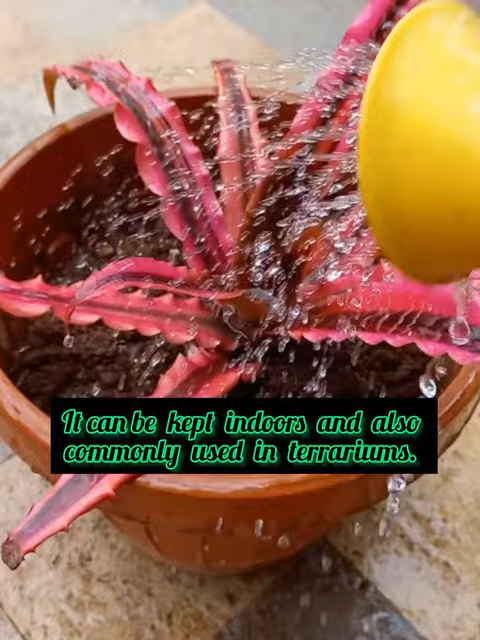 It can be kept indoors and also
commonly used in terrariums.